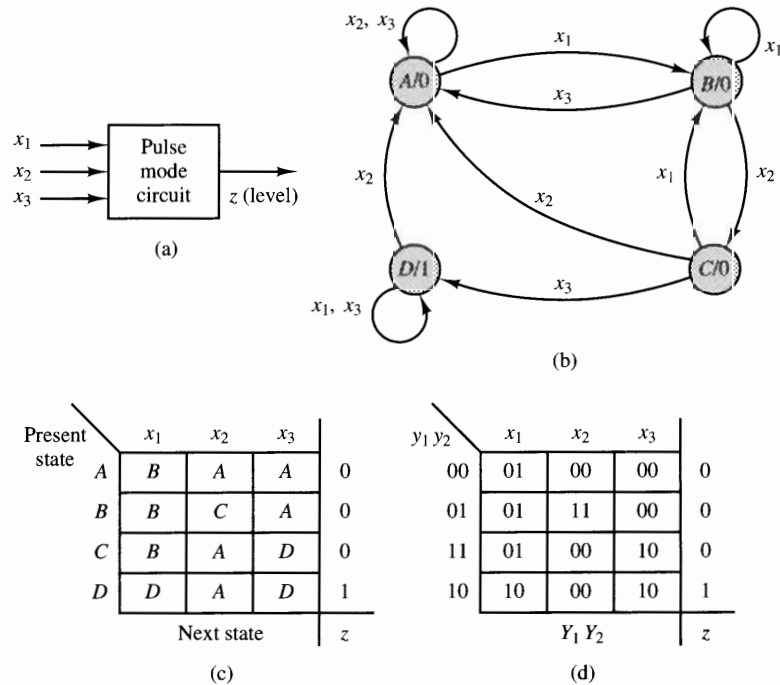 x₁
x₂
x₃
Pulse
mode
circuit
z (level)
(a)
x₂, x₃
A/0
x₁
x₃
B/0
x₁
x₂
x₂
x₁
x₂
D/1
x₁, x₃
x₃
C/0
(b)
Present
state
x₁ x₂ x₃
A B A A 0
B B C A 0
C B A D 0
D D A D 1
Next state z
(c)
y₁ y₂ x₁ x₂ x₃
00 01 00 00 0
01 01 11 00 0
11 01 00 10 0
10 10 00 10 1
Y₁ Y₂ z
(d)